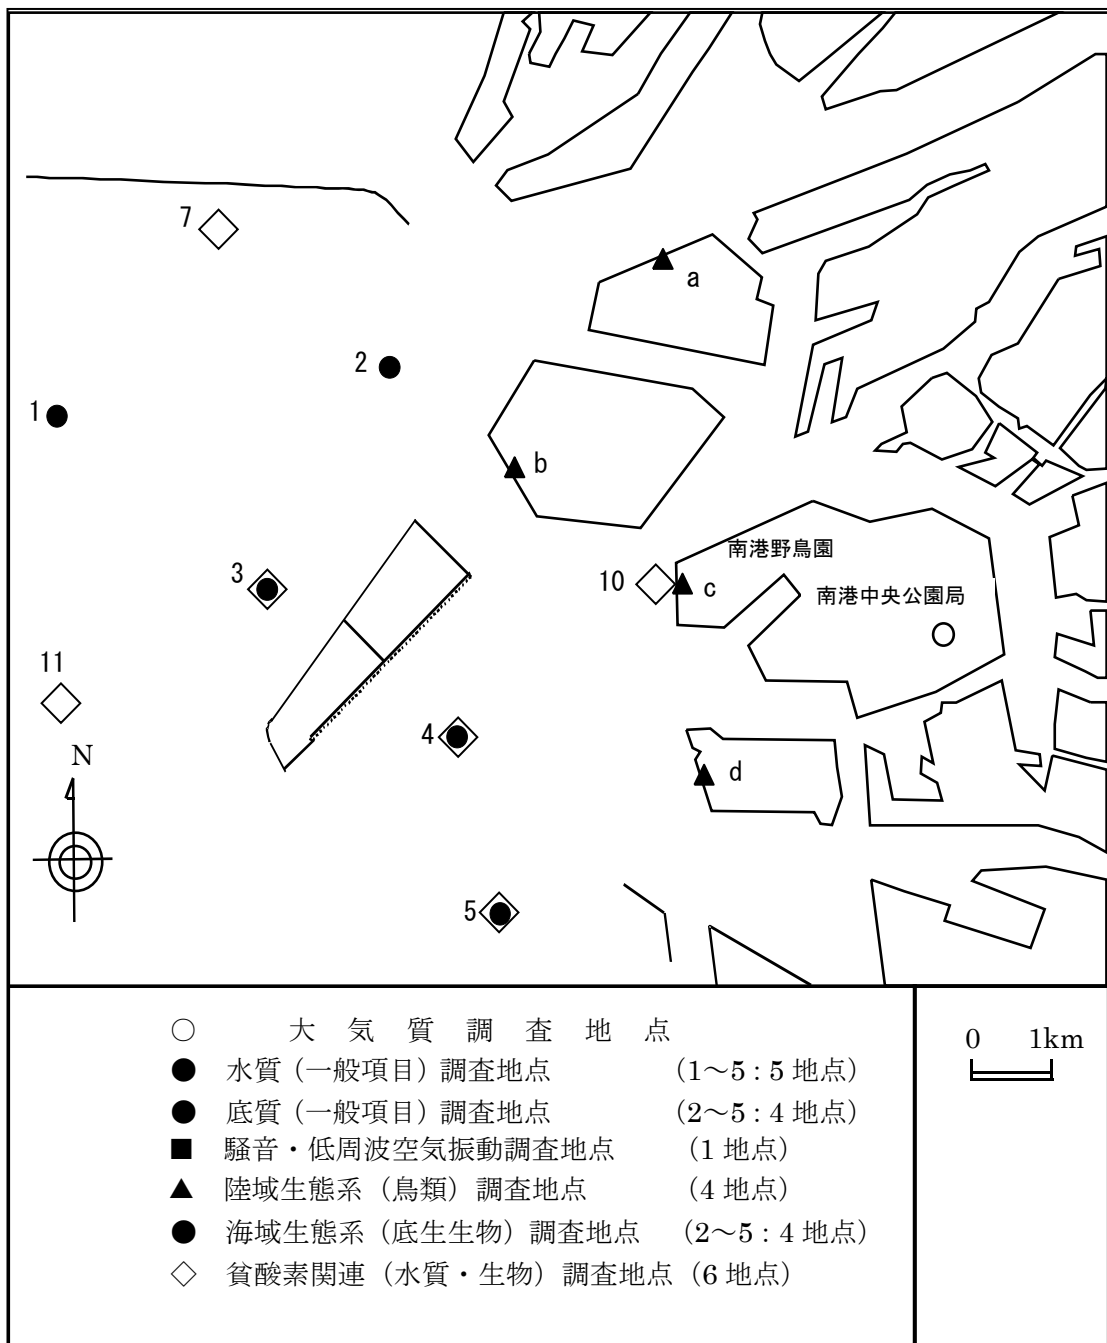 7
a
2
1
b
南港野鳥園
3
10
c
南港中央公園局
11
4
N
d
5
○ 大気質調査地点
● 水質（一般項目）調査地点 （1～5：5 地点）
● 底質（一般項目）調査地点 （2～5：4 地点）
■ 騒音・低周波空気振動調査地点 （1 地点）
▲ 陸域生態系（鳥類）調査地点 （4 地点）
● 海域生態系（底生生物）調査地点 （2～5：4 地点）
◇ 貧酸素関連（水質・生物）調査地点（6 地点）
0 1km